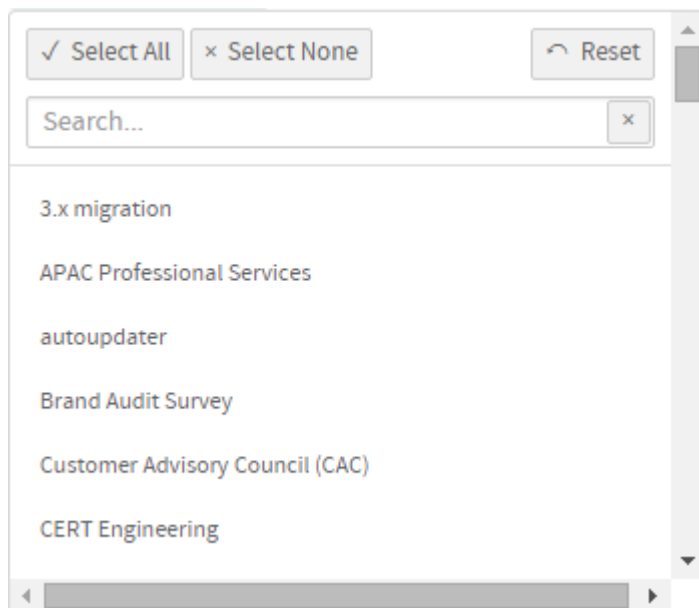 ✓ Select All × Select None Reset
Search... ×
3.x migration
APAC Professional Services
autoupdater
Brand Audit Survey
Customer Advisory Council (CAC)
CERT Engineering